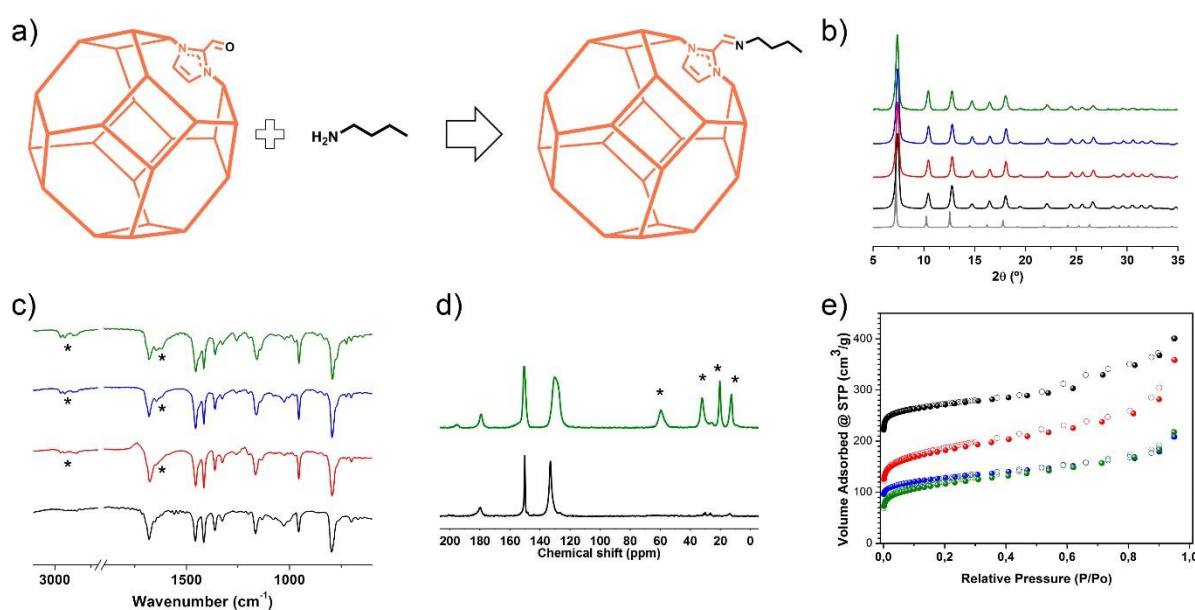 a)
N
O
N
H₂N
N
N
N
b)
5 10 15 20 25 30 35
2θ (º)
c)
*
*
*
*
*
*
3000 1500 1000
Wavenumber (cm⁻¹)
d)
* * * *
200 180 160 140 120 100 80 60 40 20 0
Chemical shift (ppm)
e)
Volume Adsorbed @ STP (cm³/g)
400
300
200
100
0
0,0 0,2 0,4 0,6 0,8 1,0
Relative Pressure (P/Po)